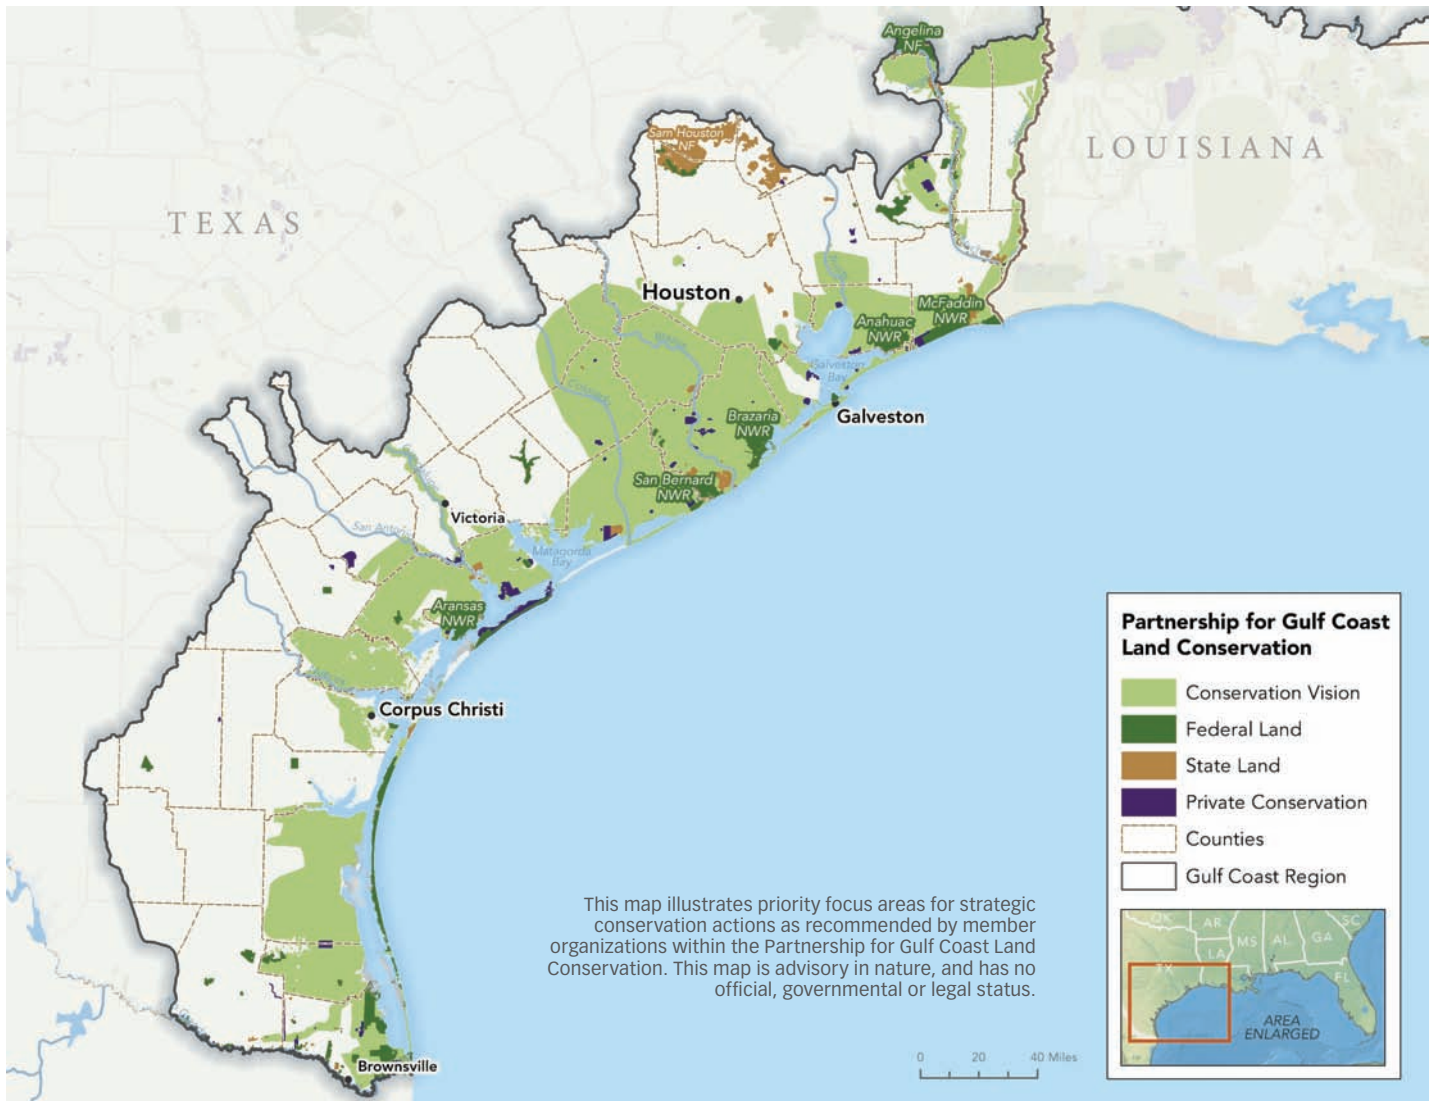 Angelina
NF
Sam Houston
NF
LOUISIANA
TEXAS
Houston
McFaddin
NWR
Anahuac
NWR
Galveston
Bay
Brazos
Colorado
Galveston
Brazaria
NWR
San Bernard
NWR
Victoria
San Antonio
Matagorda
Bay
Aransas
NWR
Corpus Christi
Brownsville
This map illustrates priority focus areas for strategic
conservation actions as recommended by member
organizations within the Partnership for Gulf Coast Land
Conservation. This map is advisory in nature, and has no
official, governmental or legal status.
0 20 40 Miles
Partnership for Gulf Coast
Land Conservation
Conservation Vision
Federal Land
State Land
Private Conservation
Counties
Gulf Coast Region
OK
AR
SC
MS
AL
GA
LA
TX
FL
AREA
ENLARGED